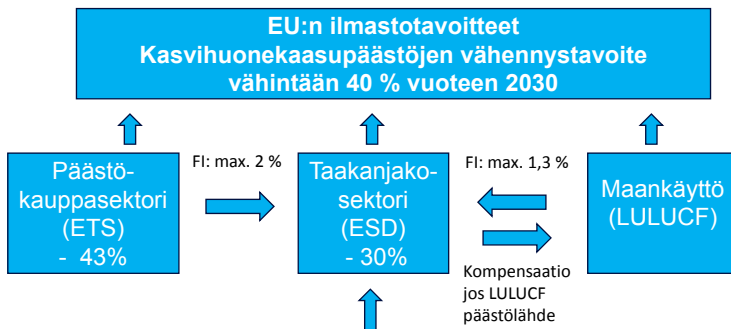 EU:n ilmastotavoitteet
Kasvihuonekaasupäästöjen vähennystavoite
vähintään 40 % vuoteen 2030
Päästö-
kauppasektori
(ETS)
- 43%
FI: max. 2 %
Taakanjako-
sektori
(ESD)
- 30%
FI: max. 1,3 %
Kompensaatio
jos LULUCF
päästölähde
Maankäyttö
(LULUCF)